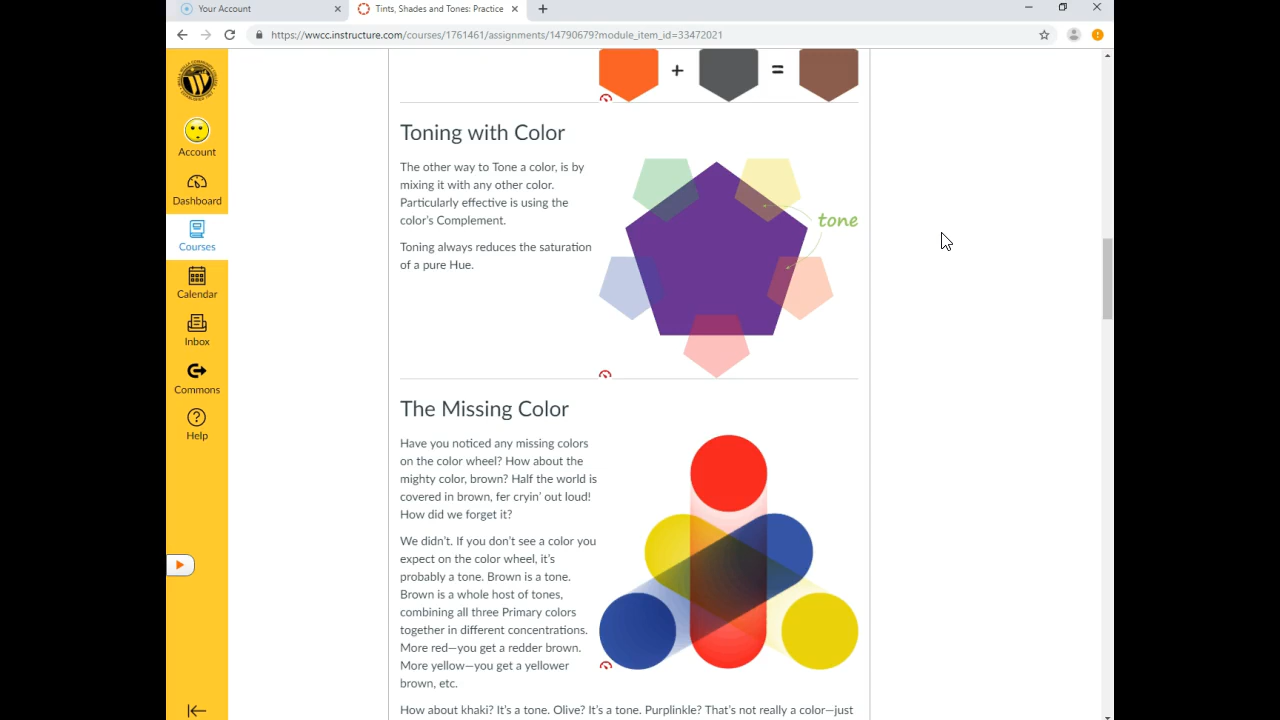 Your Account
Tints, Shades and Tones: Practice
https://wwcc.instructure.com/courses/1761461/assignments/14790679?module_item_id=33472021
Account
Dashboard
Courses
Calendar
Inbox
Commons
Help
+ =
Toning with Color
The other way to Tone a color, is by
mixing it with any other color.
Particularly effective is using the
color's Complement.
Toning always reduces the saturation
of a pure Hue.
tone
The Missing Color
Have you noticed any missing colors
on the color wheel? How about the
mighty color, brown? Half the world is
covered in brown, fer cryin' out loud!
How did we forget it?
We didn't. If you don't see a color you
expect on the color wheel, it's
probably a tone. Brown is a tone.
Brown is a whole host of tones,
combining all three Primary colors
together in different concentrations.
More red—you get a redder brown.
More yellow—you get a yellower
brown, etc.
How about khaki? It's a tone. Olive? It's a tone. Purplinkle? That's not really a color—just